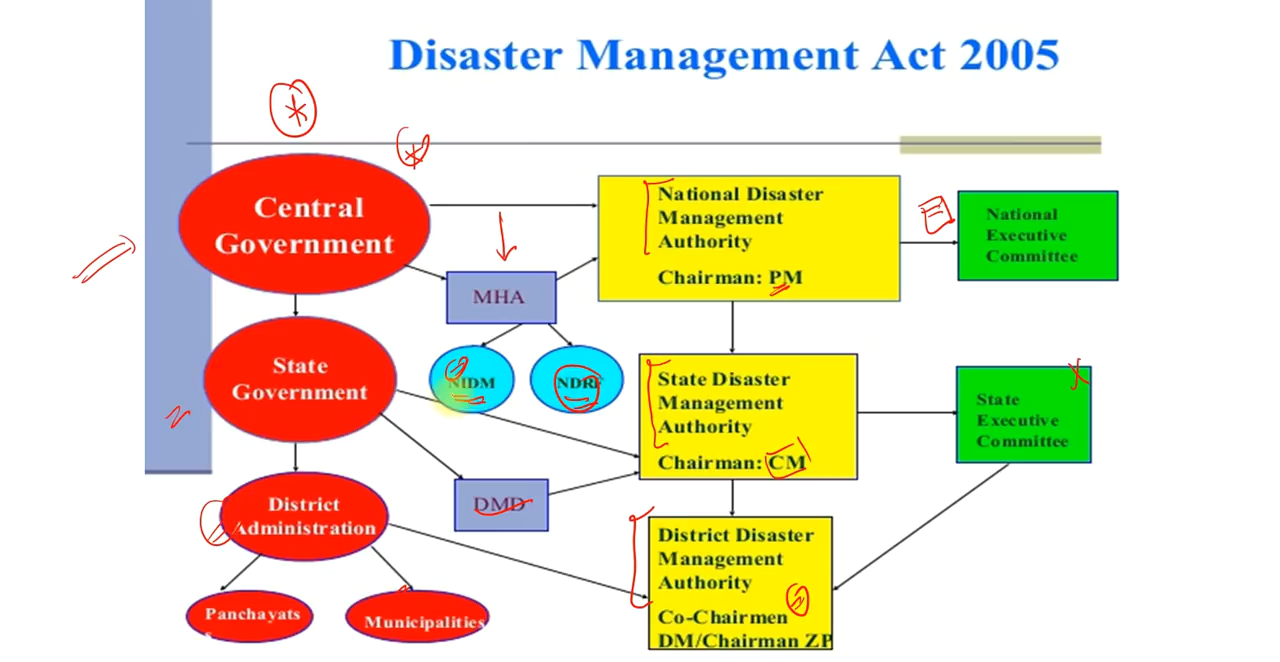 Disaster Management Act 2005
Central
Government
National Disaster
Management
Authority
Chairman: PM
National
Executive
Committee
MHA
State
Government
NIDM
NDRF
State Disaster
Management
Authority
Chairman: CM
State
Executive
Committee
DMD
District
Administration
District Disaster
Management
Authority
Co-Chairmen
DM/Chairman ZP
Panchayats
Municipalities